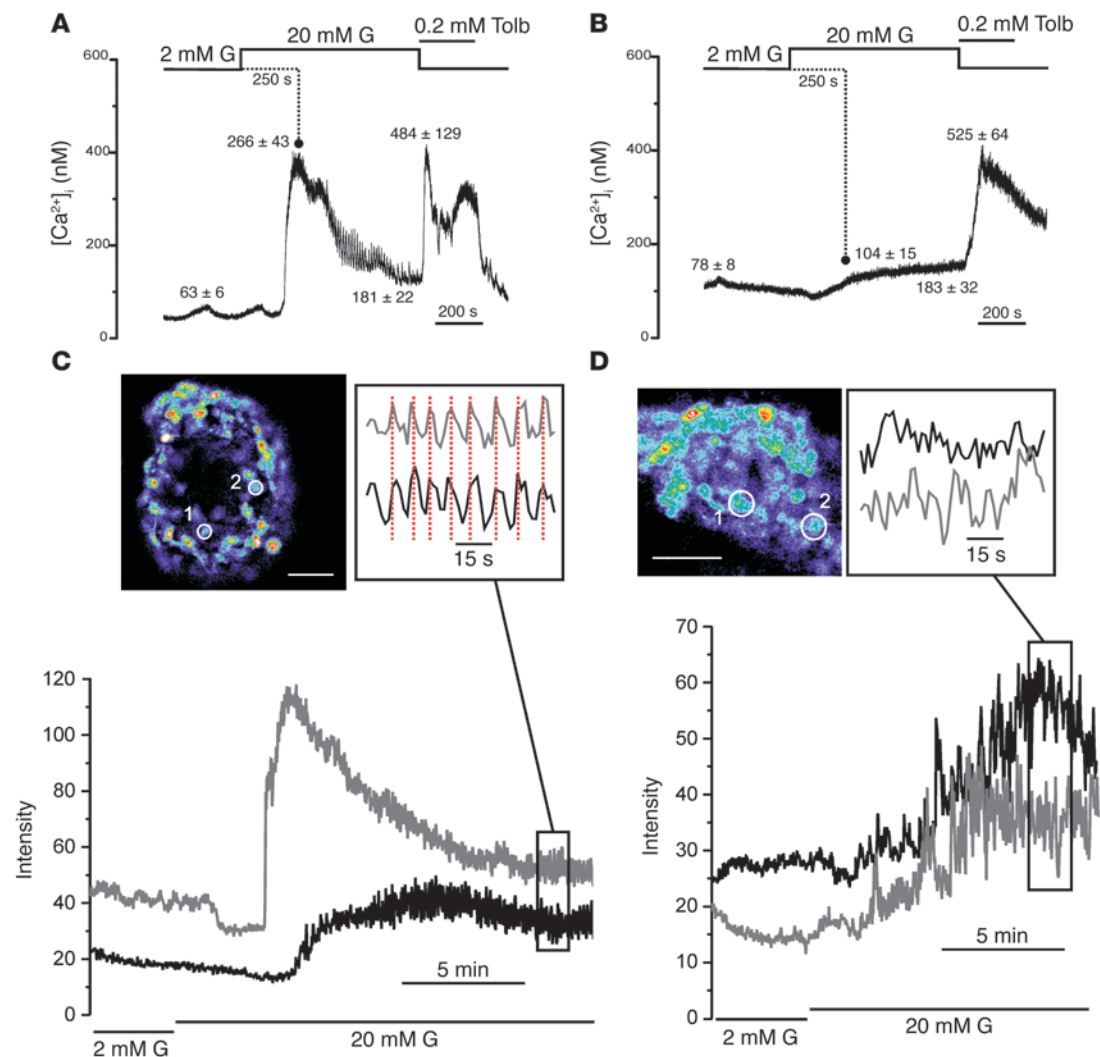 A
0.2 mM Tolb
20 mM G
2 mM G
250 s
600
400
200
0
[Ca²⁺]ᵢ (nM)
266 ± 43
484 ± 129
63 ± 6
181 ± 22
200 s
B
0.2 mM Tolb
20 mM G
2 mM G
250 s
600
400
200
0
[Ca²⁺]ᵢ (nM)
525 ± 64
78 ± 8
104 ± 15
183 ± 32
200 s
C
2
1
15 s
120
100
80
60
40
20
0
Intensity
5 min
2 mM G
20 mM G
D
1
2
15 s
70
60
50
40
30
20
10
0
Intensity
5 min
2 mM G
20 mM G